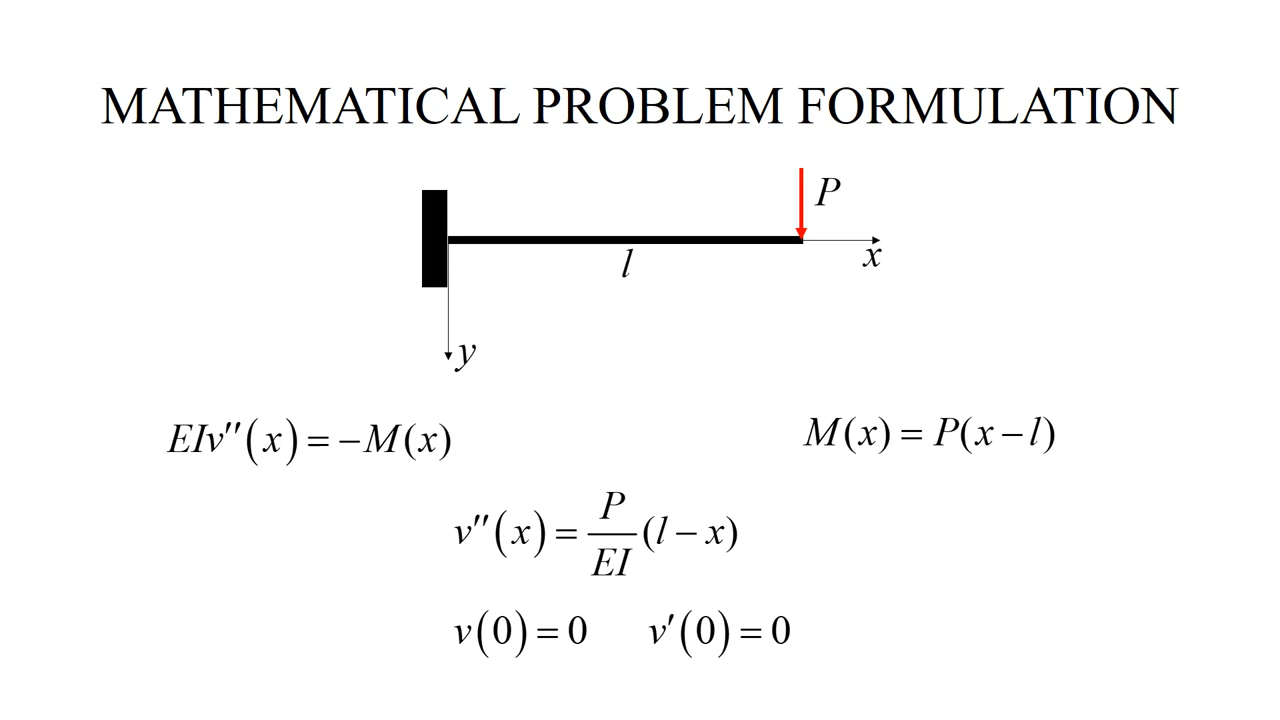 MATHEMATICAL PROBLEM FORMULATION
P
l
x
y
EIv″(x) = −M(x)
M(x) = P(x − l)
v″(x) = P/EI (l − x)
v(0) = 0 v′(0) = 0